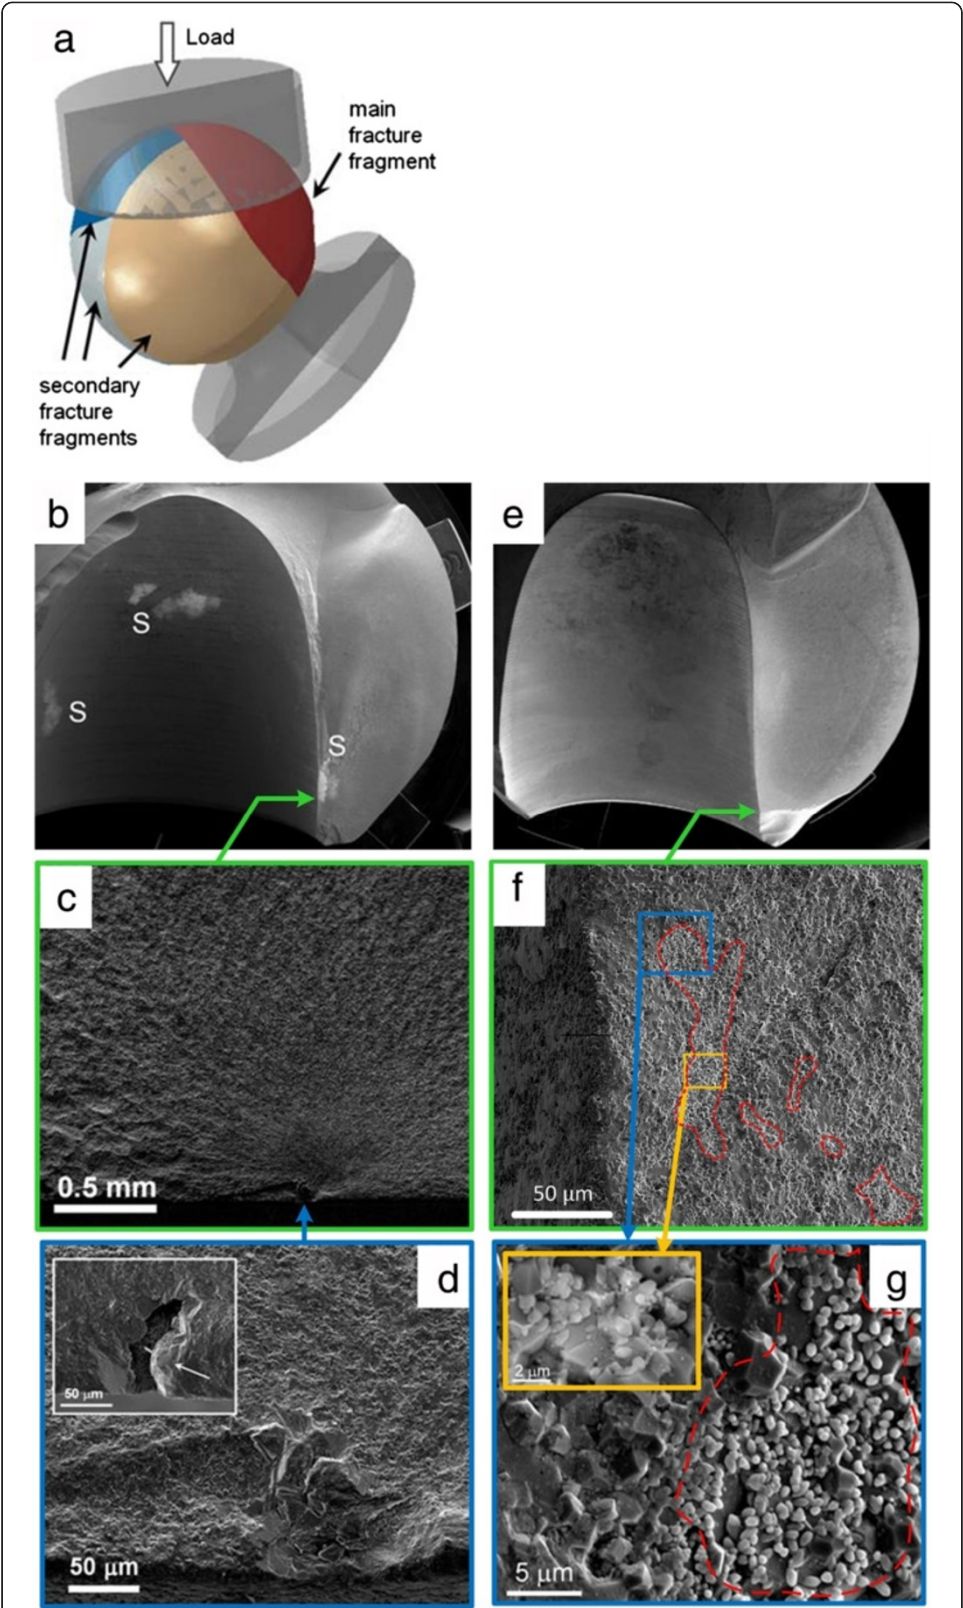 a
Load
main
fracture
fragment
secondary
fracture
fragments
b
S
S
S
e
c
0.5 mm
f
50 µm
d
50 µm
50 µm
g
2 µm
5 µm